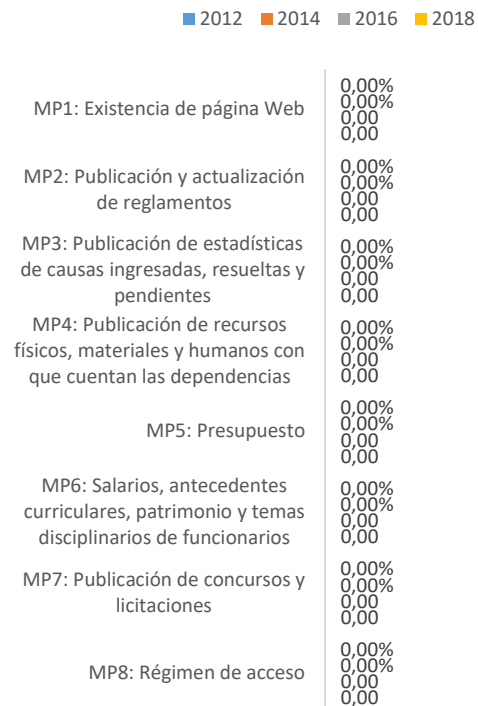 2012 2014 2016 2018
MP1: Existencia de página Web
0,00%
0,00%
0,00
0,00
MP2: Publicación y actualización
de reglamentos
0,00%
0,00%
0,00
0,00
MP3: Publicación de estadísticas
de causas ingresadas, resueltas y
pendientes
0,00%
0,00%
0,00
0,00
MP4: Publicación de recursos
físicos, materiales y humanos con
que cuentan las dependencias
0,00%
0,00%
0,00
0,00
MP5: Presupuesto
0,00%
0,00%
0,00
0,00
MP6: Salarios, antecedentes
curriculares, patrimonio y temas
disciplinarios de funcionarios
0,00%
0,00%
0,00
0,00
MP7: Publicación de concursos y
licitaciones
0,00%
0,00%
0,00
0,00
MP8: Régimen de acceso
0,00%
0,00%
0,00
0,00